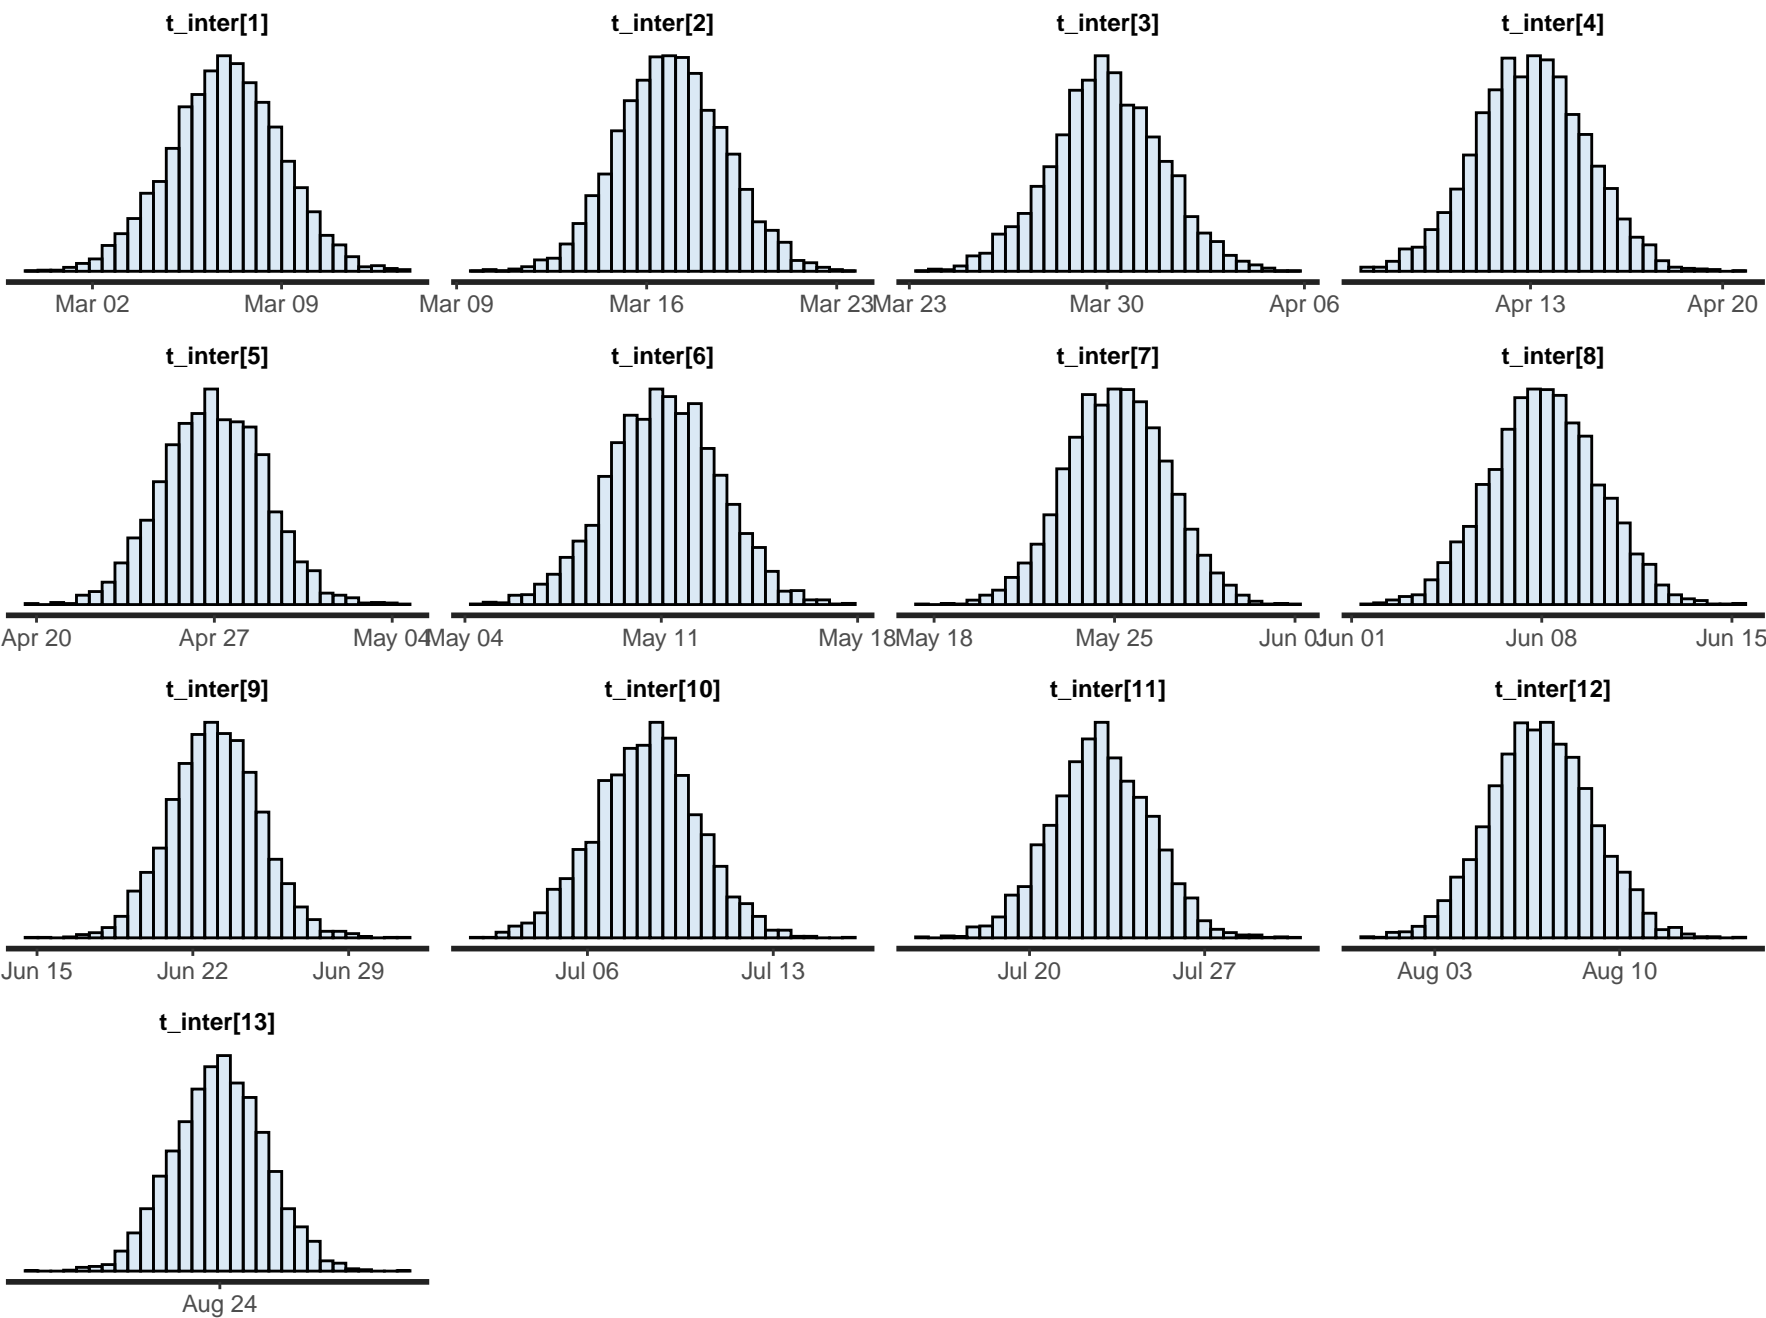 t_inter[1] t_inter[2] t_inter[3] t_inter[4]
Mar 02 Mar 09 Mar 09 Mar 16 Mar 23 Mar 23 Mar 30 Apr 06 Apr 13 Apr 20
t_inter[5] t_inter[6] t_inter[7] t_inter[8]
Apr 20 Apr 27 May 04 May 04 May 11 May 18 May 18 May 25 Jun 01 Jun 01 Jun 08 Jun 15
t_inter[9] t_inter[10] t_inter[11] t_inter[12]
Jun 15 Jun 22 Jun 29 Jul 06 Jul 13 Jul 20 Jul 27 Aug 03 Aug 10
t_inter[13]
Aug 24